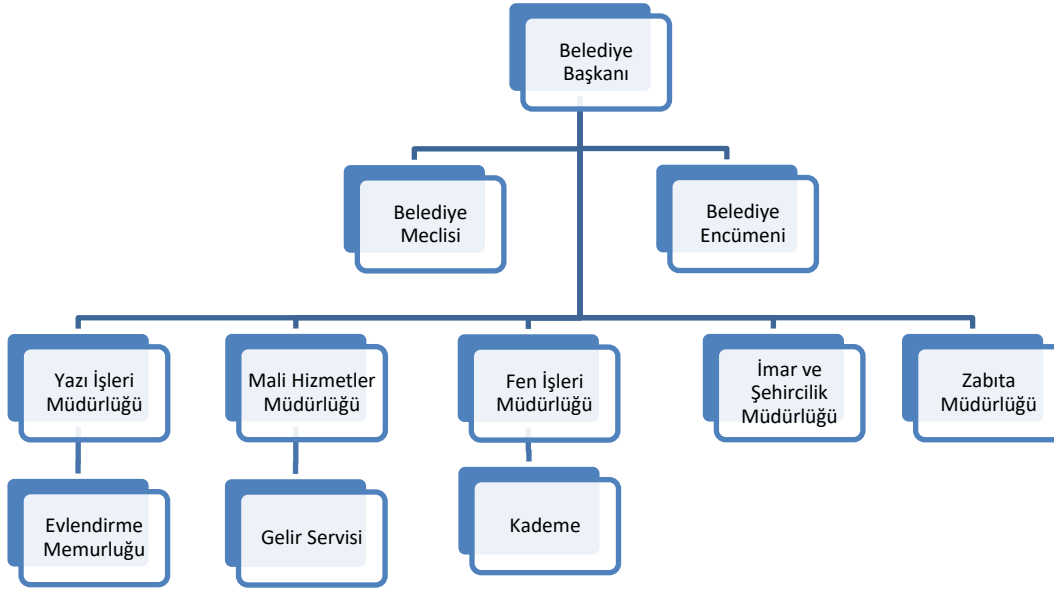 Belediye
Başkanı
Belediye
Meclisi
Belediye
Encümeni
Yazı İşleri
Müdürlüğü
Mali Hizmetler
Müdürlüğü
Fen İşleri
Müdürlüğü
İmar ve
Şehircilik
Müdürlüğü
Zabıta
Müdürlüğü
Evlendirme
Memurluğu
Gelir Servisi
Kademe